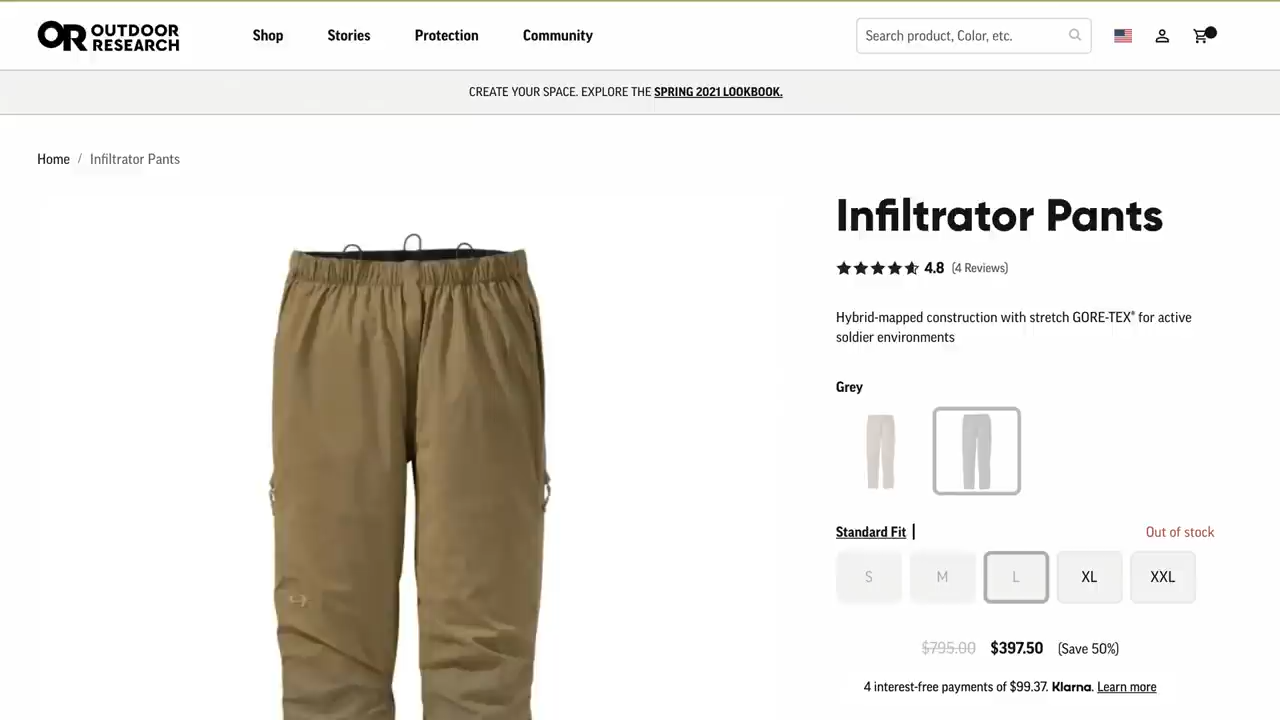 OR OUTDOOR
RESEARCH
Shop Stories Protection Community
Search product, Color, etc.
CREATE YOUR SPACE. EXPLORE THE SPRING 2021 LOOKBOOK.
Home / Infiltrator Pants
Infiltrator Pants
4.8 (4 Reviews)
Hybrid-mapped construction with stretch GORE-TEX® for active
soldier environments
Grey
Standard Fit | Out of stock
S M L XL XXL
$795.00 $397.50 (Save 50%)
4 interest-free payments of $99.37. Klarna. Learn more